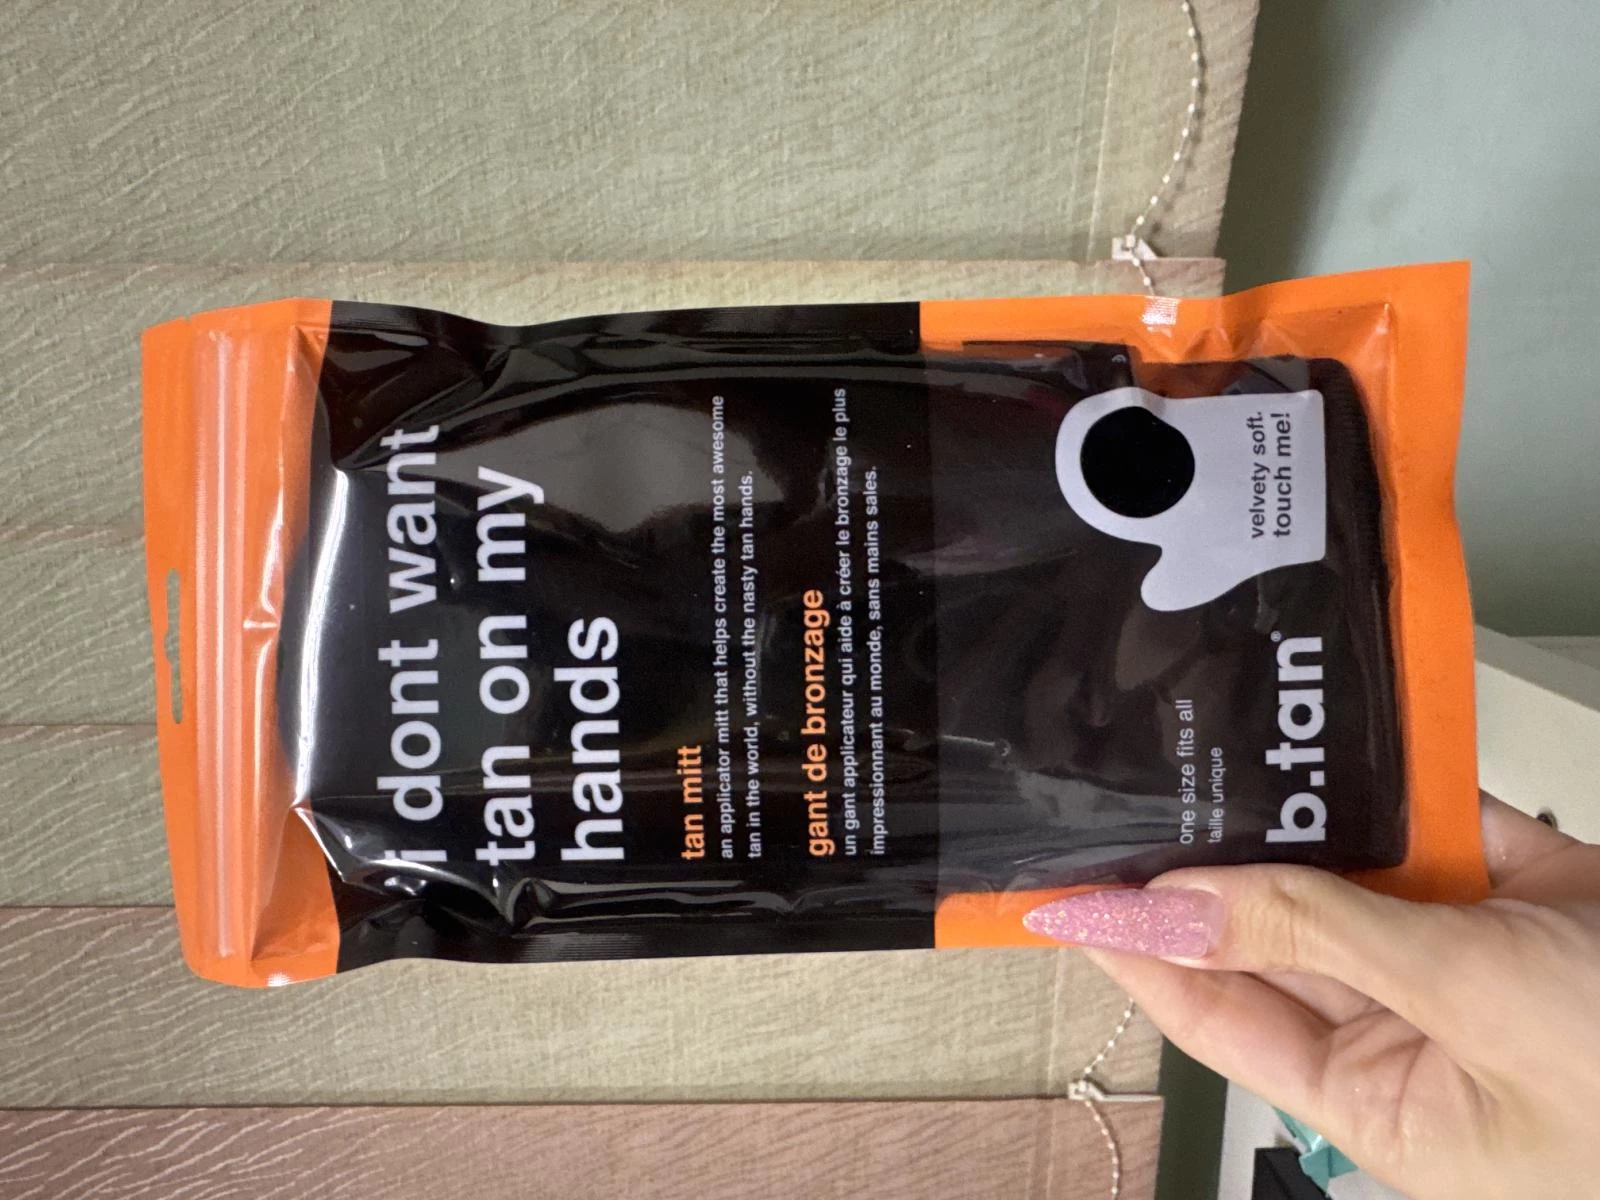 i dont want
tan on my
hands
tan mitt
an applicator mitt that helps create the most awesome
tan in the world, without the nasty tan hands.
gant de bronzage
un gant applicateur qui aide à créer le bronzage le plus
impressionnant au monde, sans mains sales.
one size fits all
taille unique
b.tan®
velvety soft.
touch me!